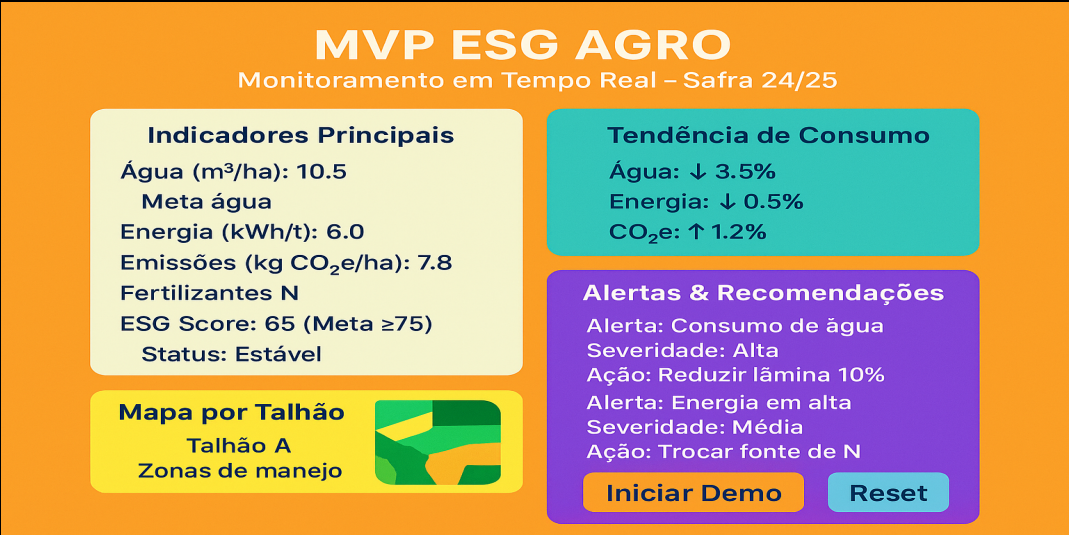 MVP ESG AGRO
Monitoramento em Tempo Real – Safra 24/25
Indicadores Principais
Água (m³/ha): 10.5
Meta água
Energia (kWh/t): 6.0
Emissões (kg CO₂e/ha): 7.8
Fertilizantes N
ESG Score: 65 (Meta ≥75)
Status: Estável
Mapa por Talhão
Talhão A
Zonas de manejo
Tendẽncia de Consumo
Água: ↓ 3.5%
Energia: ↓ 0.5%
CO₂e: ↑ 1.2%
Alertas & Recomendações
Alerta: Consumo de ăgua
Severidade: Alta
Ação: Reduzir lãmina 10%
Alerta: Energia em alta
Severidade: Média
Ação: Trocar fonte de N
Iniciar Demo
Reset